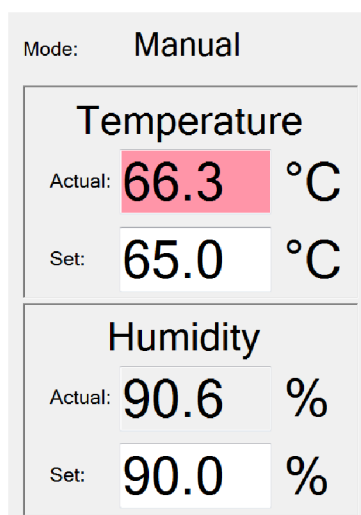 Mode: Manual
Temperature
Actual: 66.3 °C
Set: 65.0 °C
Humidity
Actual: 90.6 %
Set: 90.0 %